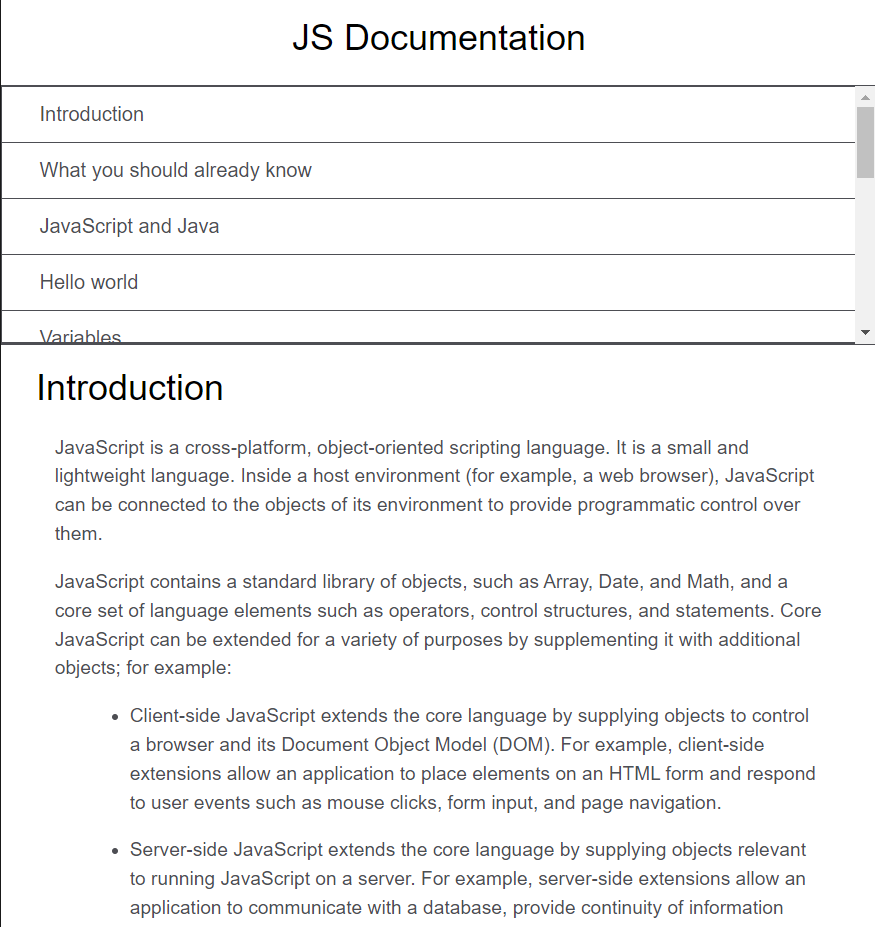 JS Documentation
Introduction
What you should already know
JavaScript and Java
Hello world
Variables
Introduction
JavaScript is a cross-platform, object-oriented scripting language. It is a small and
lightweight language. Inside a host environment (for example, a web browser), JavaScript
can be connected to the objects of its environment to provide programmatic control over
them.
JavaScript contains a standard library of objects, such as Array, Date, and Math, and a
core set of language elements such as operators, control structures, and statements. Core
JavaScript can be extended for a variety of purposes by supplementing it with additional
objects; for example:
• Client-side JavaScript extends the core language by supplying objects to control
a browser and its Document Object Model (DOM). For example, client-side
extensions allow an application to place elements on an HTML form and respond
to user events such as mouse clicks, form input, and page navigation.
• Server-side JavaScript extends the core language by supplying objects relevant
to running JavaScript on a server. For example, server-side extensions allow an
application to communicate with a database, provide continuity of information